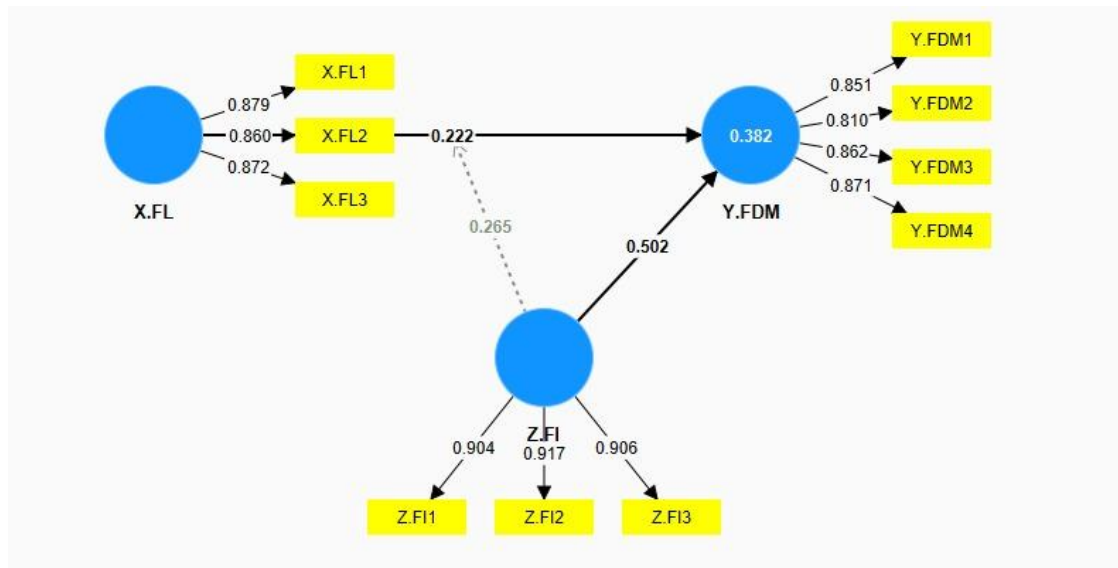 X.FL
0.879
0.860
0.872
X.FL1
X.FL2
X.FL3
0.222
0.265
0.502
0.382
Y.FDM
0.851
0.810
0.862
0.871
Y.FDM1
Y.FDM2
Y.FDM3
Y.FDM4
Z.FI
0.904
0.917
0.906
Z.FI1
Z.FI2
Z.FI3